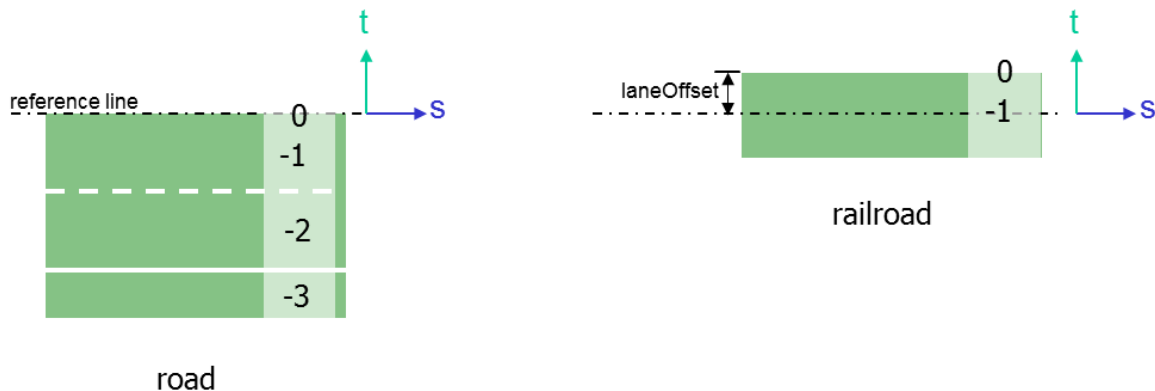 t
reference line
s
0
-1
-2
-3
road
t
0
laneOffset
-1
s
railroad